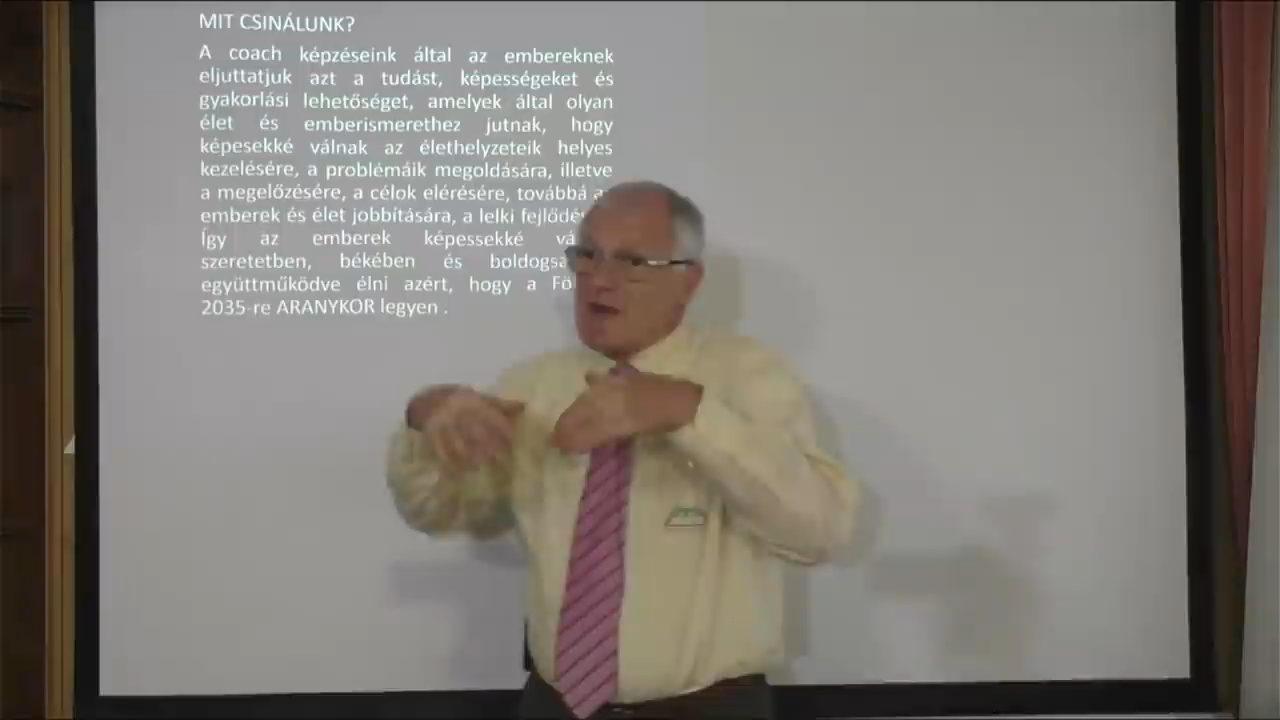 MIT CSINÁLUNK?
A coach képzéseink által az embereknek
eljuttatjuk azt a tudást, képességeket és
gyakorlási lehetőséget, amelyek által olyan
élet és emberismerethez jutnak, hogy
képesekké válnak az élethelyzeteik helyes
kezelésére, a problémáik megoldására, illetve
a megelőzésére, a célok elérésére, továbbá
emberek és élet jobbítására, a lelki
Így az emberek képessekké
szeretetben, békében és
együttműködve élni azért, hogy a
2035-re ARANYKOR legyen .